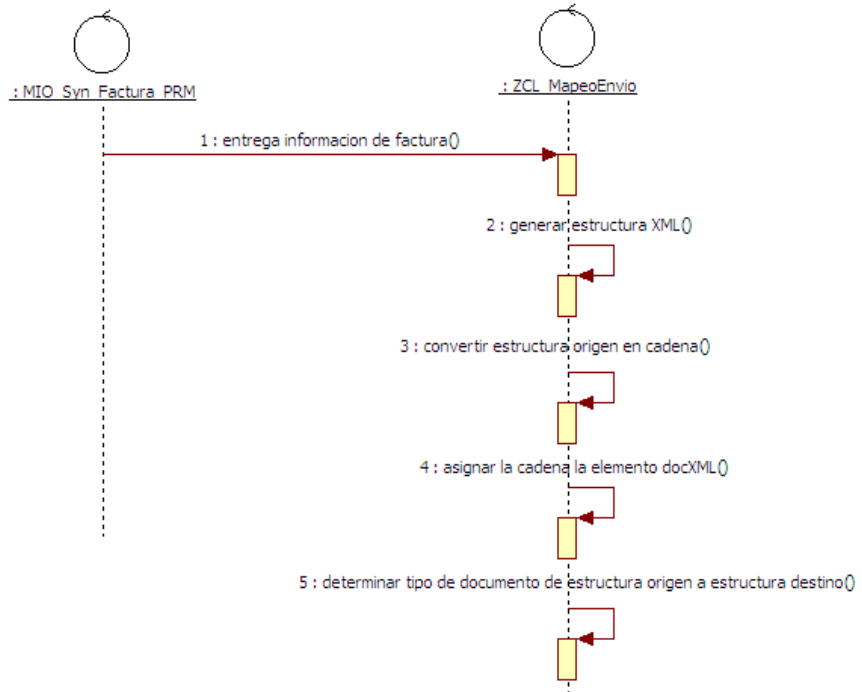 : MIO_Syn_Factura_PRM
: ZCL_MapeoEnvio
1 : entrega informacion de factura()
2 : generar estructura XML()
3 : convertir estructura origen en cadena()
4 : asignar la cadena la elemento docXML()
5 : determinar tipo de documento de estructura origen a estructura destino()